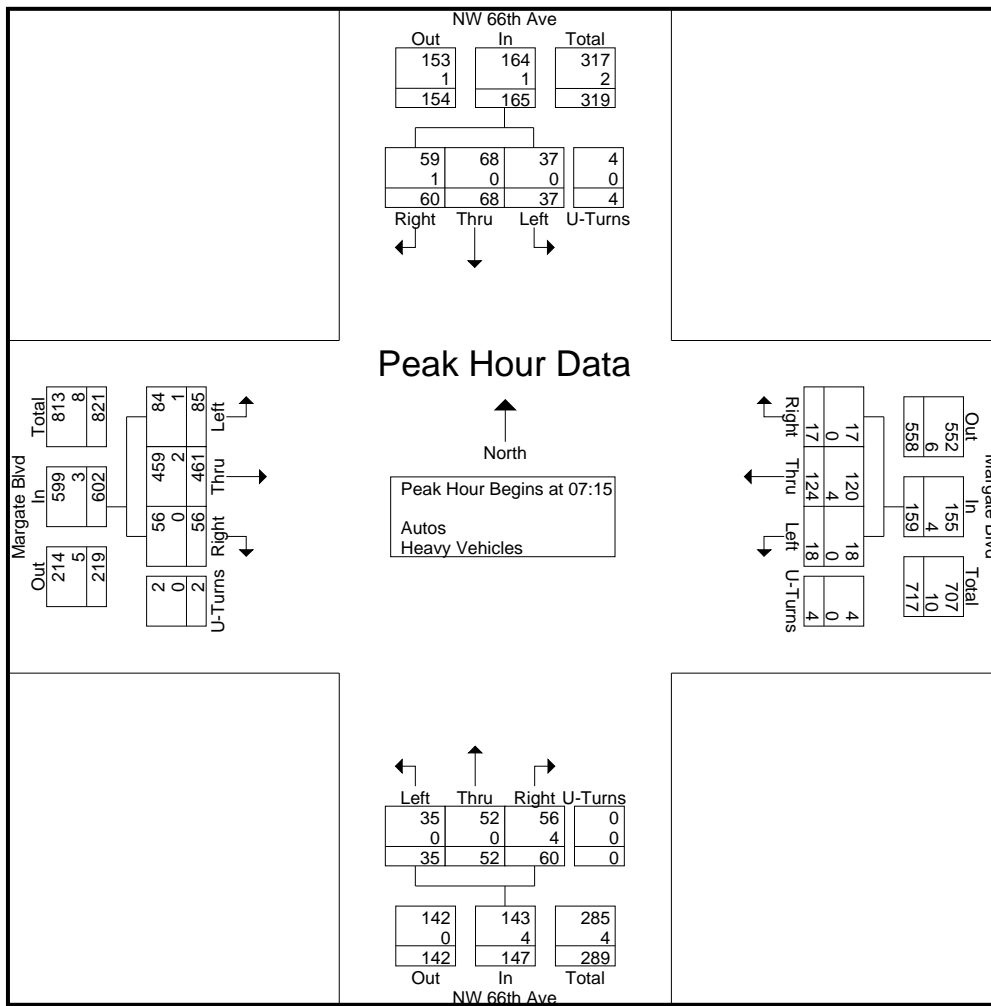 NW 66th Ave
Out In Total
153 164 317
1 1 2
154 165 319
59 68 37 4
1 0 0 0
60 68 37 4
Right Thru Left U-Turns
Peak Hour Data
North
Peak Hour Begins at 07:15
Autos
Heavy Vehicles
Margate Blvd
Out In Total
214 599 813
5 3 8
219 602 821
2 56 459 84
0 0 2 1
2 56 461 85
U-Turns Right Thru Left
Margate Blvd
Out In Total
552 155 707
6 4 10
558 159 717
17 120 18 4
0 4 0 0
17 124 18 4
Right Thru Left U-Turns
Left Thru Right U-Turns
35 52 56 0
0 0 4 0
35 52 60 0
142 143 285
0 4 4
142 147 289
Out In Total
NW 66th Ave